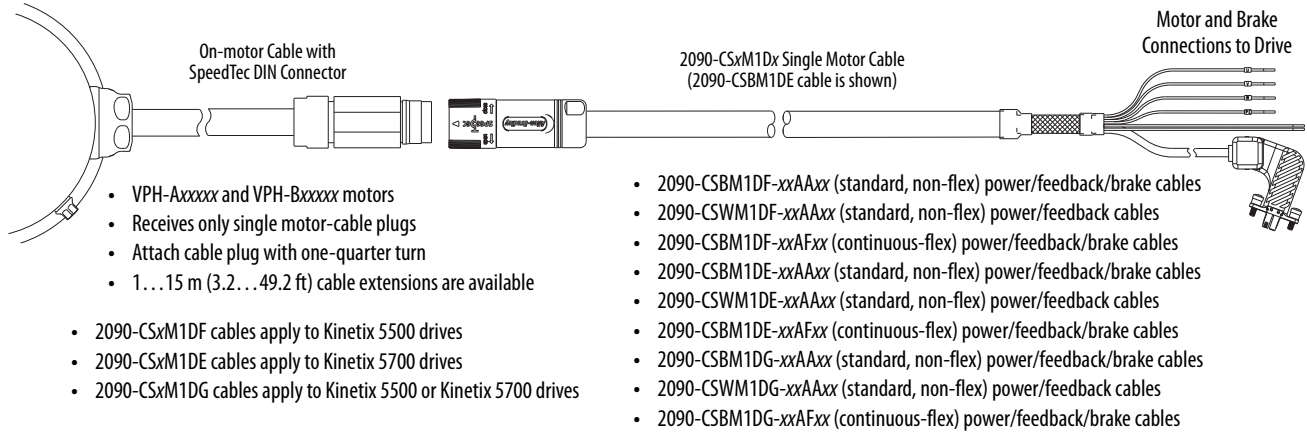 On-motor Cable with
SpeedTec DIN Connector
2090-CSxM1Dx Single Motor Cable
(2090-CSBM1DE cable is shown)
Motor and Brake
Connections to Drive
Allen-Bradley
• VPH-Axxxxx and VPH-Bxxxxx motors
• Receives only single motor-cable plugs
• Attach cable plug with one-quarter turn
• 1…15 m (3.2…49.2 ft) cable extensions are available
• 2090-CSxM1DF cables apply to Kinetix 5500 drives
• 2090-CSxM1DE cables apply to Kinetix 5700 drives
• 2090-CSxM1DG cables apply to Kinetix 5500 or Kinetix 5700 drives
• 2090-CSBM1DF-xxAAxx (standard, non-flex) power/feedback/brake cables
• 2090-CSWM1DF-xxAAxx (standard, non-flex) power/feedback cables
• 2090-CSBM1DF-xxAFxx (continuous-flex) power/feedback/brake cables
• 2090-CSBM1DE-xxAAxx (standard, non-flex) power/feedback/brake cables
• 2090-CSWM1DE-xxAAxx (standard, non-flex) power/feedback cables
• 2090-CSBM1DE-xxAFxx (continuous-flex) power/feedback/brake cables
• 2090-CSBM1DG-xxAAxx (standard, non-flex) power/feedback/brake cables
• 2090-CSWM1DG-xxAAxx (standard, non-flex) power/feedback cables
• 2090-CSBM1DG-xxAFxx (continuous-flex) power/feedback/brake cables